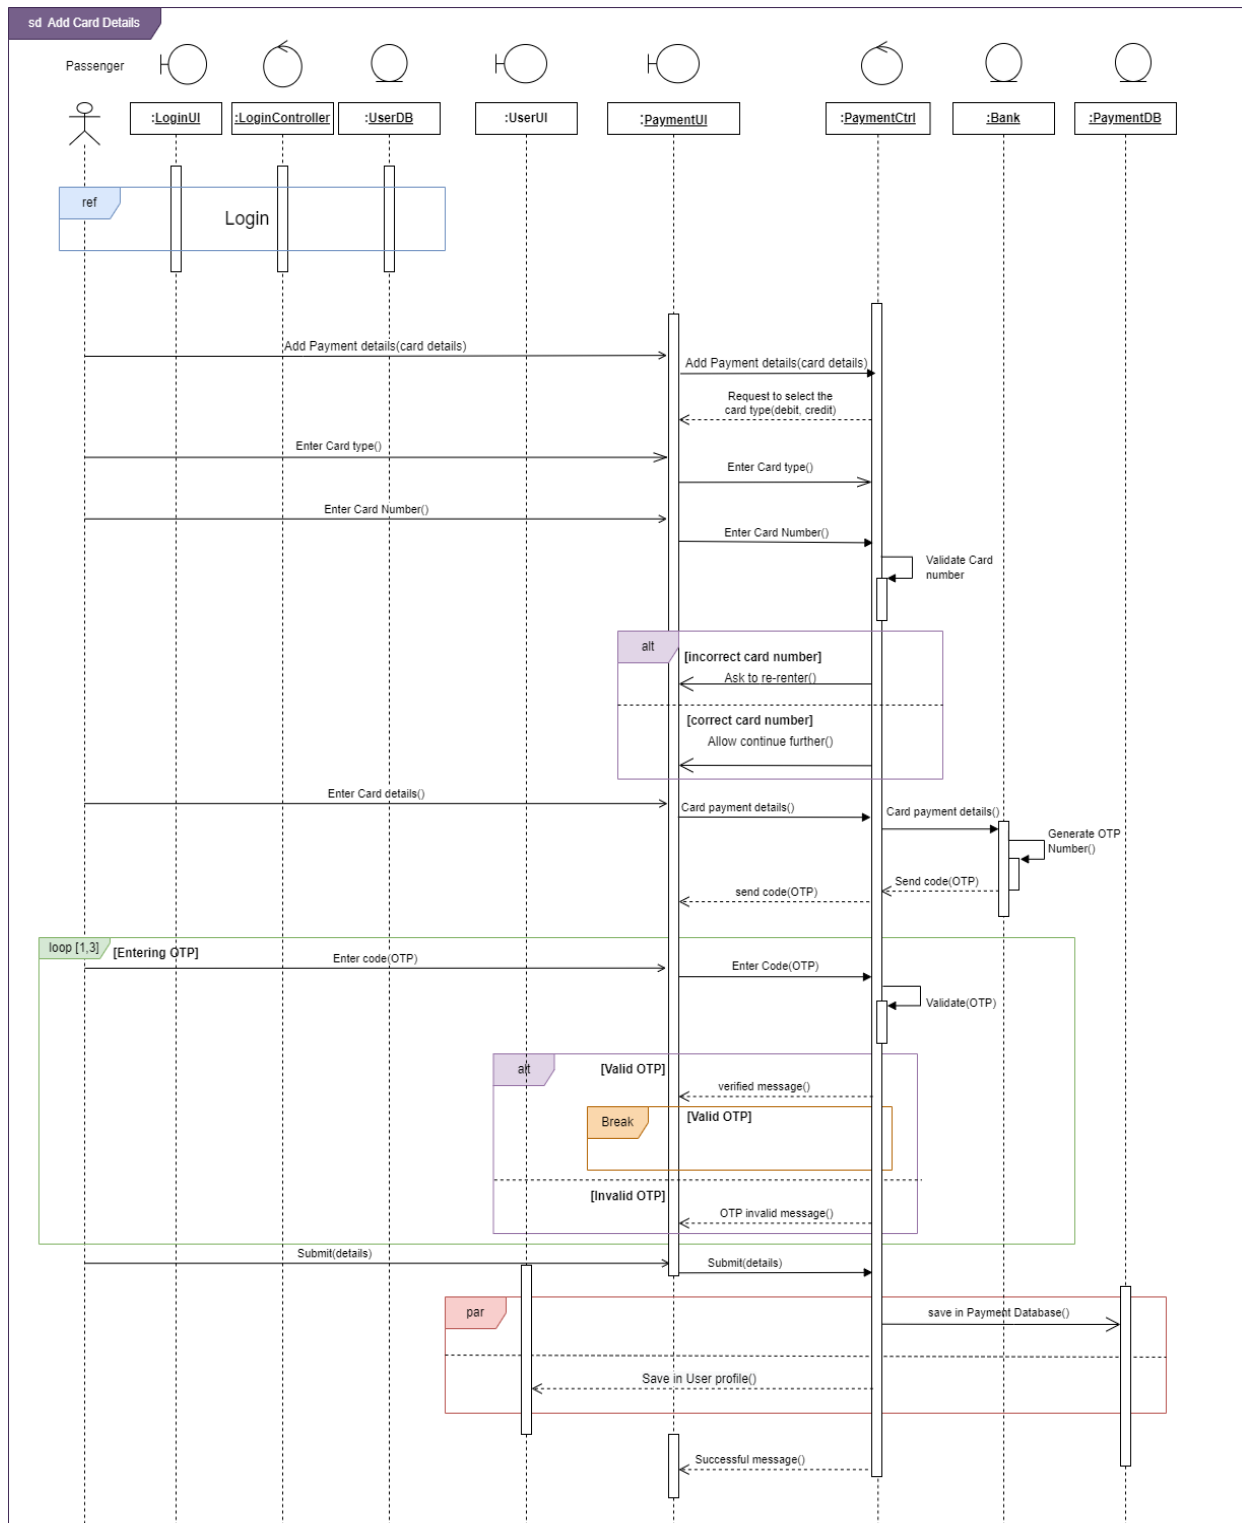 sd Add Card Details
Passenger
:LoginUI
:LoginController
:UserDB
:UserUI
:PaymentUI
:PaymentCtrl
:Bank
:PaymentDB
ref
Login
Add Payment details(card details)
Add Payment details(card details)
Request to select the
card type(debit, credit)
Enter Card type()
Enter Card type()
Enter Card Number()
Enter Card Number()
Validate Card
number
alt
[incorrect card number]
Ask to re-renter()
[correct card number]
Allow continue further()
Enter Card details()
Card payment details()
Card payment details()
Generate OTP
Number()
Send code(OTP)
send code(OTP)
loop [1,3]
[Entering OTP]
Enter code(OTP)
Enter Code(OTP)
Validate(OTP)
alt
[Valid OTP]
verified message()
Break
[Valid OTP]
[Invalid OTP]
OTP invalid message()
Submit(details)
Submit(details)
par
save in Payment Database()
Save in User profile()
Successful message()